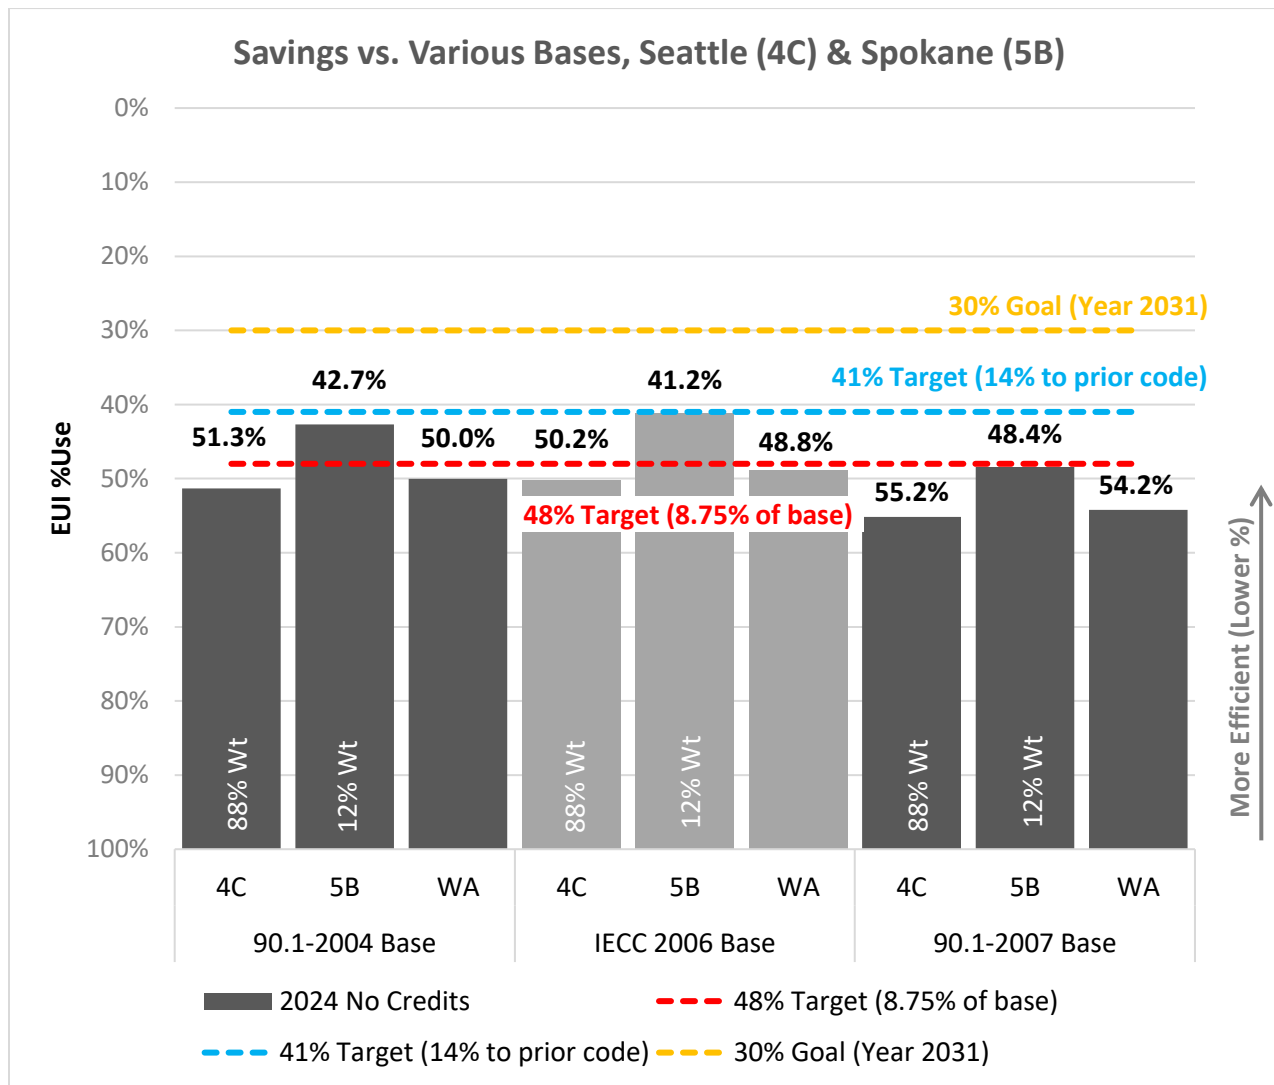 Savings vs. Various Bases, Seattle (4C) & Spokane (5B)
0%
10%
20%
30%
40%
50%
60%
70%
80%
90%
100%
EUI %Use
30% Goal (Year 2031)
41% Target (14% to prior code)
48% Target (8.75% of base)
51.3%
42.7%
50.0%
50.2%
41.2%
48.8%
55.2%
48.4%
54.2%
88% Wt
12% Wt
88% Wt
12% Wt
88% Wt
12% Wt
More Efficient (Lower %)
4C 5B WA 4C 5B WA 4C 5B WA
90.1-2004 Base IECC 2006 Base 90.1-2007 Base
2024 No Credits 48% Target (8.75% of base)
41% Target (14% to prior code) 30% Goal (Year 2031)